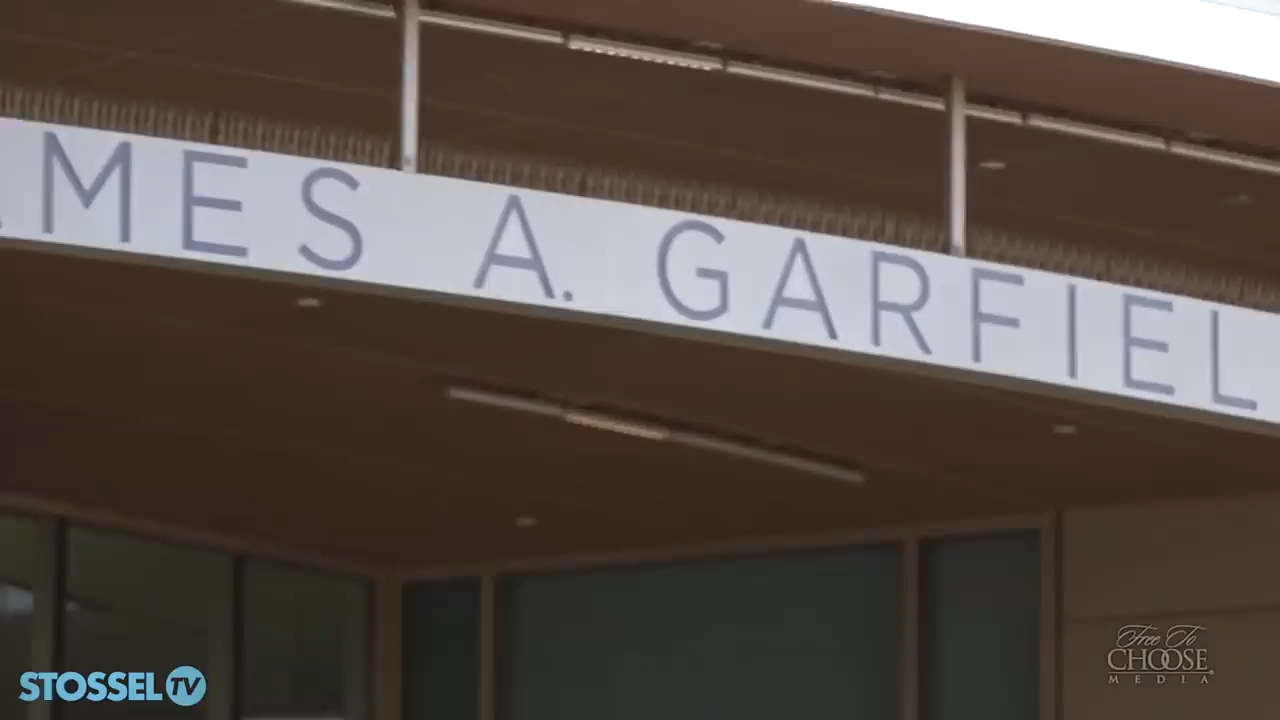 MES A. GARFIEL
STOSSEL TV
Free To
CHOOSE
MEDIA